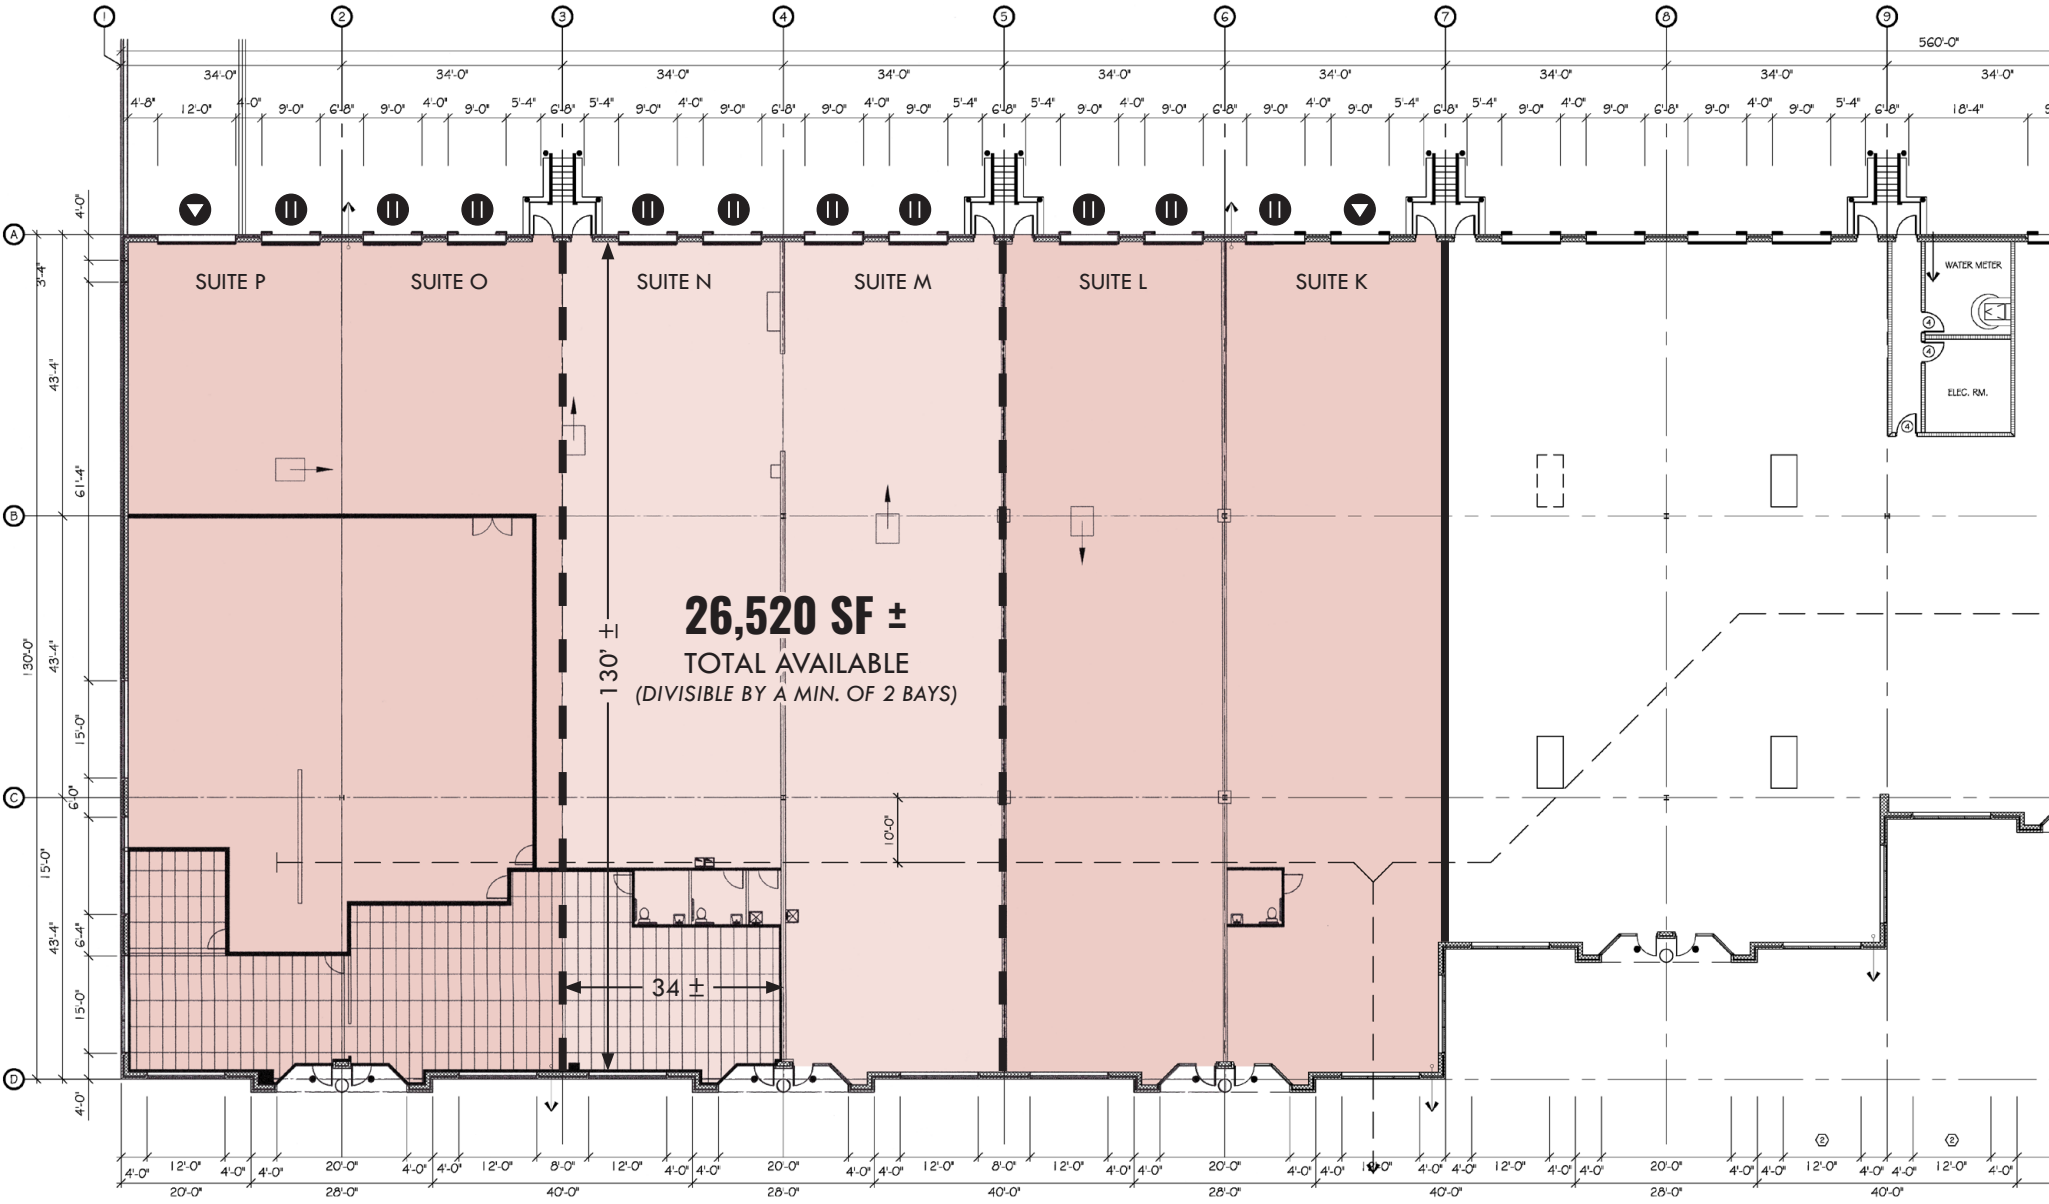 1 2 3 4 5 6 7 8 9
560'-0"
34'-0" 34'-0" 34'-0" 34'-0" 34'-0" 34'-0" 34'-0" 34'-0" 34'-0"
4'-8" 12'-0" 4'-0" 9'-0" 6'-8" 9'-0" 4'-0" 9'-0" 5'-4" 6'-8" 5'-4" 9'-0" 4'-0" 9'-0" 6'-8" 9'-0" 4'-0" 9'-0" 5'-4" 6'-8" 5'-4" 9'-0" 4'-0" 9'-0" 6'-8" 9'-0" 4'-0" 9'-0" 5'-4" 6'-8" 5'-4" 9'-0" 4'-0" 9'-0" 6'-8" 9'-0" 4'-0" 9'-0" 5'-4" 6'-8" 18'-4"
4'-0"
A
3'-4"
SUITE P SUITE O SUITE N SUITE M SUITE L SUITE K
WATER METER
4
4
43'-4"
ELEC. RM.
4
61'-4"
B
26,520 SF ±
TOTAL AVAILABLE
(DIVISIBLE BY A MIN. OF 2 BAYS)
130' ±
130'-0"
43'-4"
15'-0"
6'-0"
C
10'-0"
15'-0"
43'-4"
6'-4"
34 ±
15'-0"
D
4'-0"
2 2
4'-0" 12'-0" 4'-0" 4'-0" 20'-0" 4'-0" 4'-0" 12'-0" 8'-0" 12'-0" 4'-0" 4'-0" 20'-0" 4'-0" 4'-0" 12'-0" 8'-0" 12'-0" 4'-0" 4'-0" 20'-0" 4'-0" 4'-0" 4'-0" 4'-0" 12'-0" 4'-0" 4'-0" 20'-0" 4'-0" 4'-0" 12'-0" 4'-0" 4'-0" 12'-0" 4'-0"
20'-0" 28'-0" 40'-0" 28'-0" 40'-0" 28'-0" 40'-0" 28'-0" 40'-0"